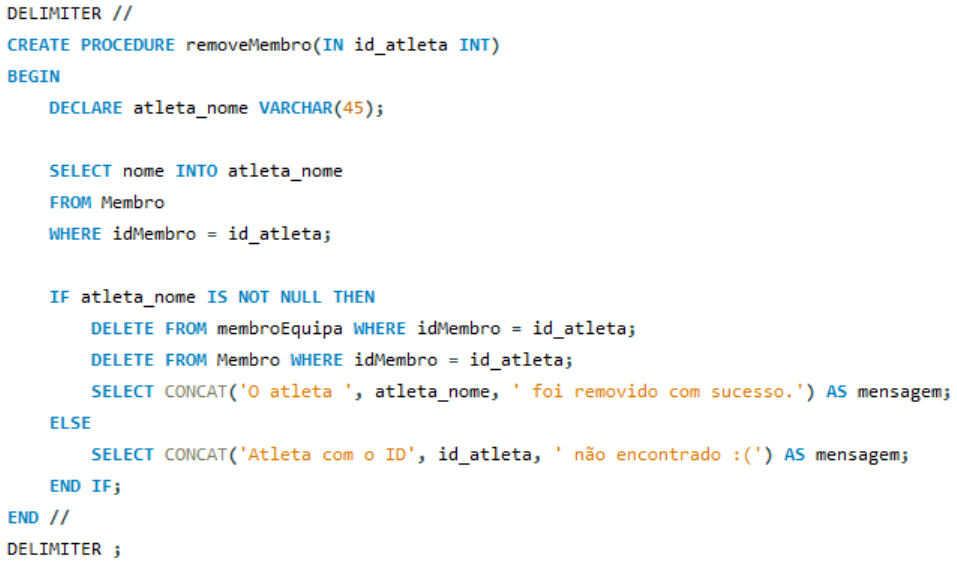 DELIMITER //
CREATE PROCEDURE removeMembro(IN id_atleta INT)
BEGIN
    DECLARE atleta_nome VARCHAR(45);

    SELECT nome INTO atleta_nome
    FROM Membro
    WHERE idMembro = id_atleta;

    IF atleta_nome IS NOT NULL THEN
        DELETE FROM membroEquipa WHERE idMembro = id_atleta;
        DELETE FROM Membro WHERE idMembro = id_atleta;
        SELECT CONCAT('O atleta ', atleta_nome, ' foi removido com sucesso.') AS mensagem;
    ELSE
        SELECT CONCAT('Atleta com o ID', id_atleta, ' não encontrado :(') AS mensagem;
    END IF;
END //
DELIMITER ;